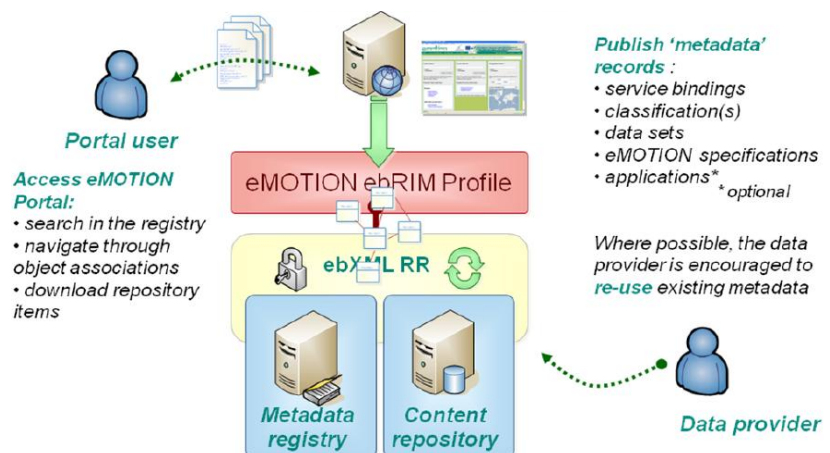 Portal user
Access eMOTION
Portal:
• search in the registry
• navigate through
object associations
• download repository
items
eMOTION ebRIM Profile
ebXML RR
Metadata
registry
Content
repository
Publish ‘metadata’
records :
• service bindings
• classification(s)
• data sets
• eMOTION specifications
• applications*
* optional
Where possible, the data
provider is encouraged to
re-use existing metadata
Data provider